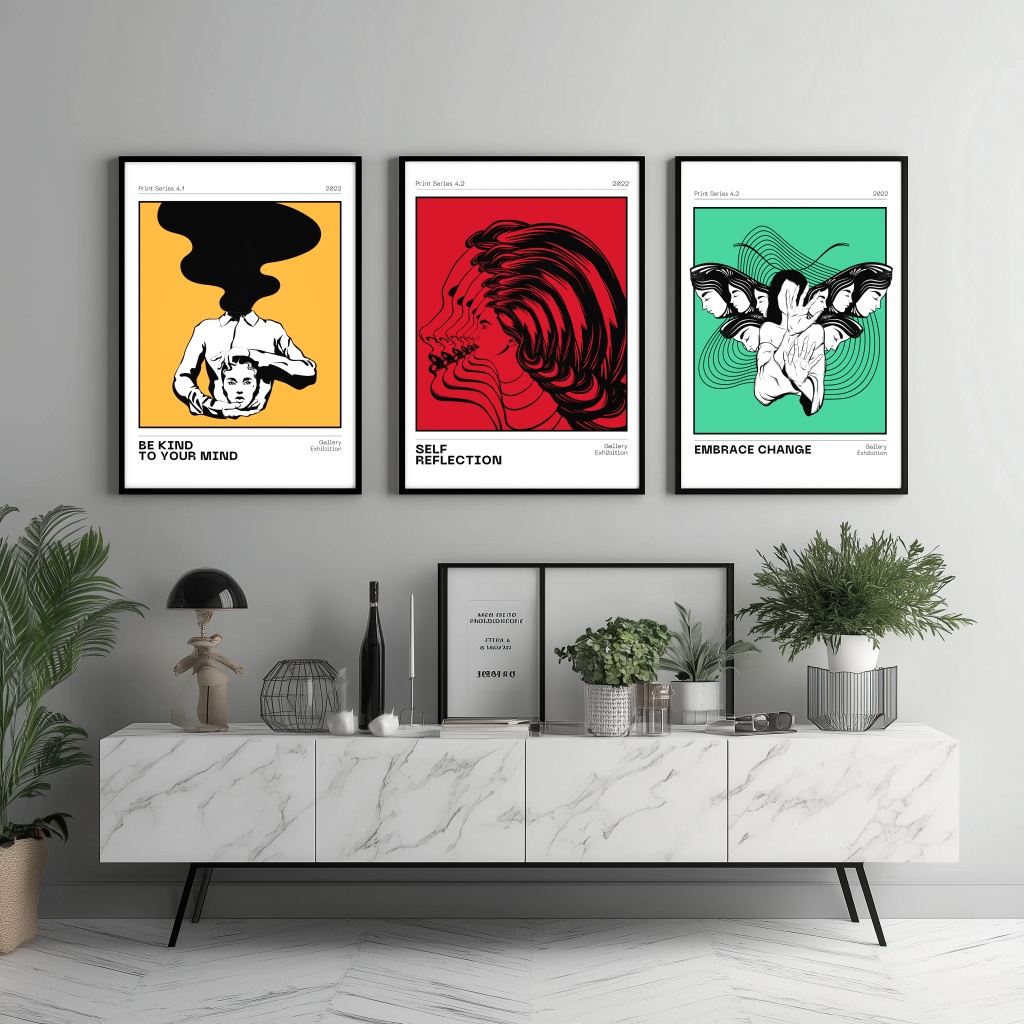 Print Series 4.1
2022
BE KIND
TO YOUR MIND
Gallery
Exhibition
Print Series 4.2
2022
SELF
REFLECTION
Gallery
Exhibition
Print Series 4.3
2022
EMBRACE CHANGE
Gallery
Exhibition